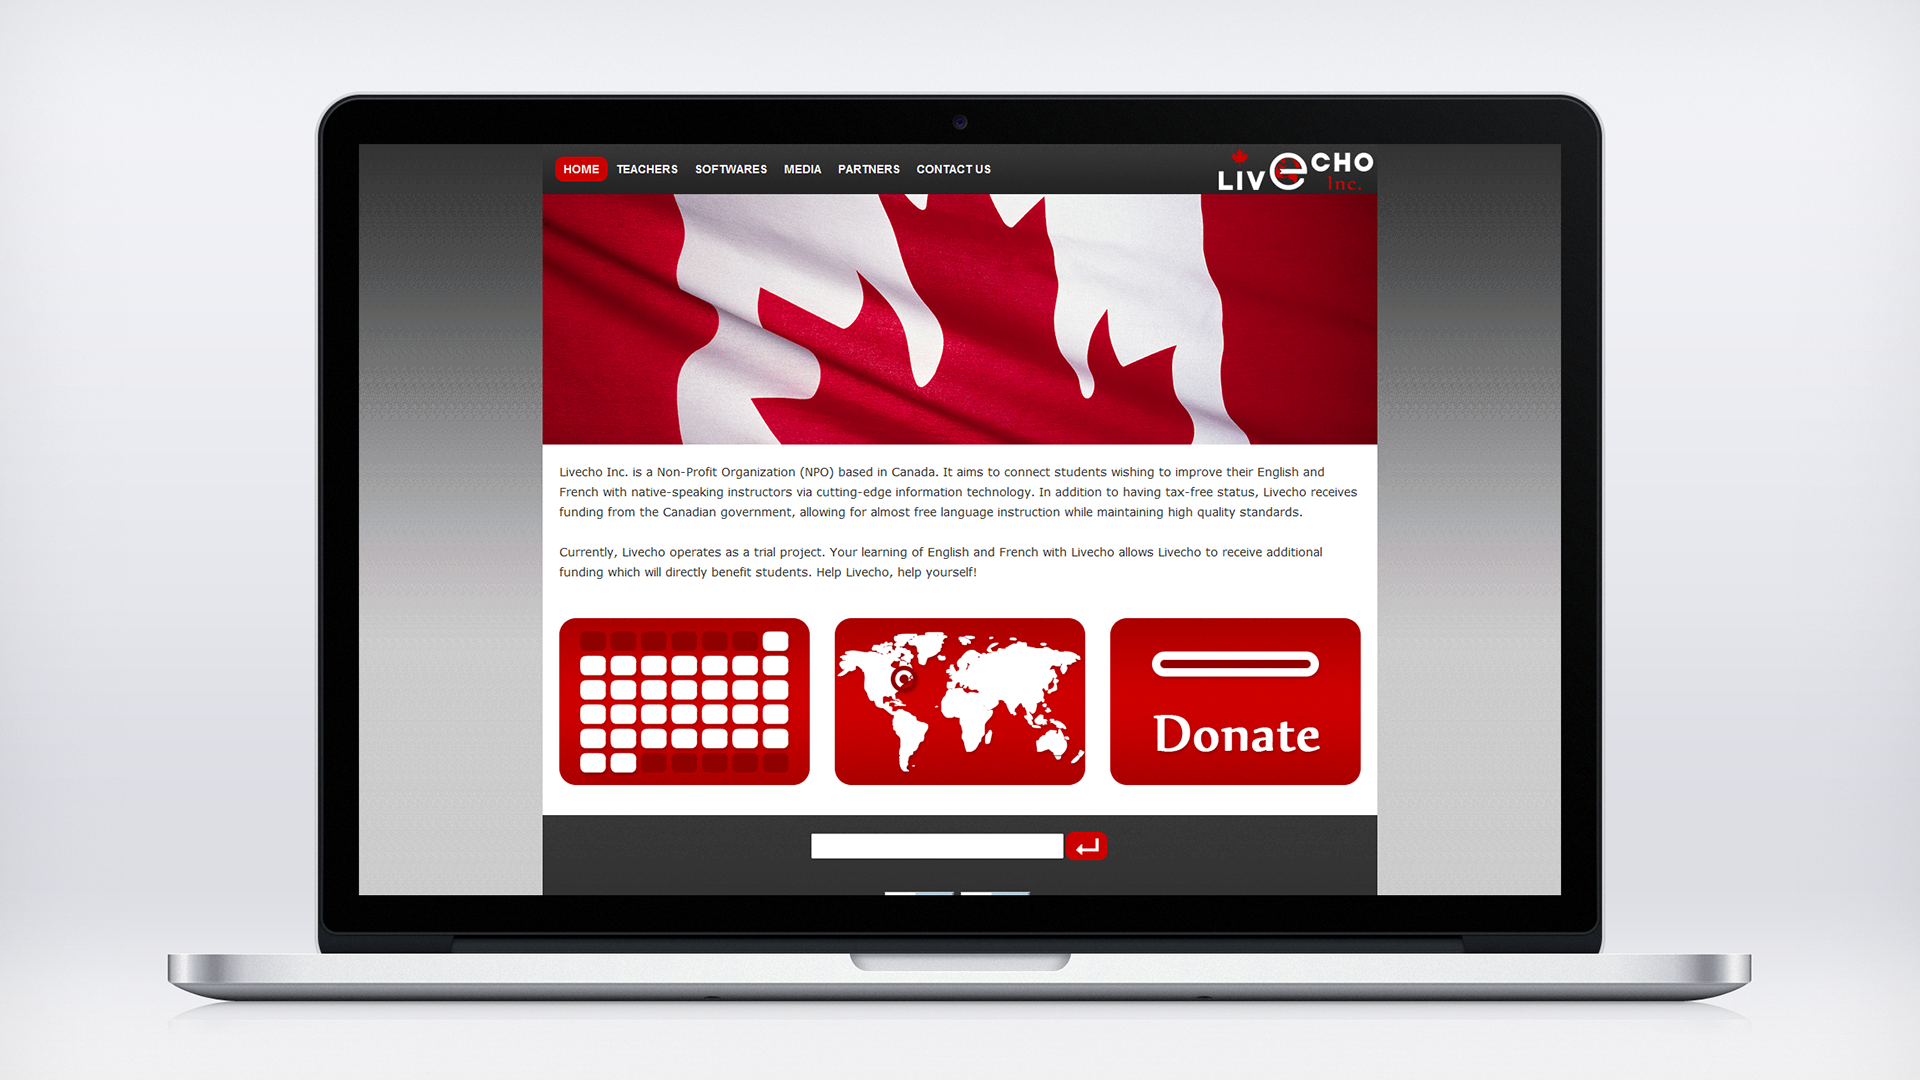 HOME TEACHERS SOFTWARES MEDIA PARTNERS CONTACT US
LIVeCHO
Inc.
Livecho Inc. is a Non-Profit Organization (NPO) based in Canada. It aims to connect students wishing to improve their English and
French with native-speaking instructors via cutting-edge information technology. In addition to having tax-free status, Livecho receives
funding from the Canadian government, allowing for almost free language instruction while maintaining high quality standards.
Currently, Livecho operates as a trial project. Your learning of English and French with Livecho allows Livecho to receive additional
funding which will directly benefit students. Help Livecho, help yourself!
Donate